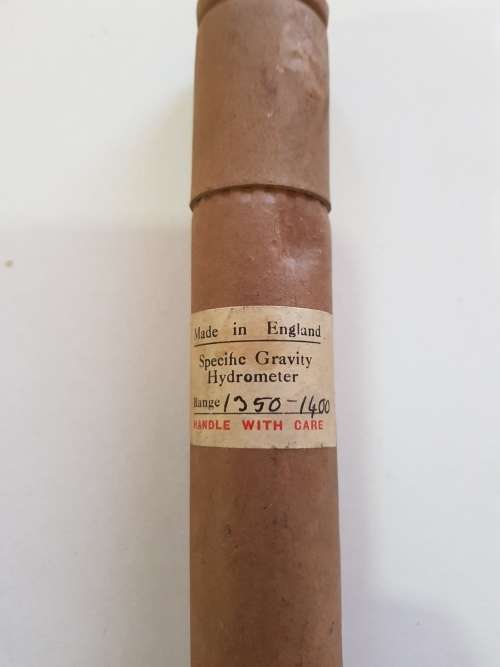 Made in England
Specific Gravity
Hydrometer
Range 1350-1400
HANDLE WITH CARE